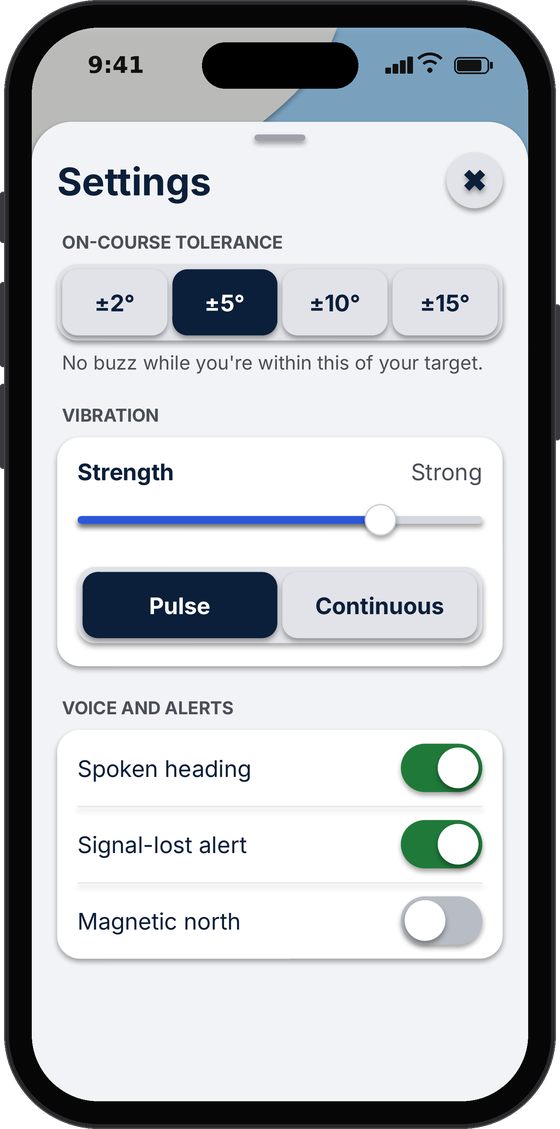 9:41
Settings
ON-COURSE TOLERANCE
±2° ±5° ±10° ±15°
No buzz while you're within this of your target.
VIBRATION
Strength Strong
Pulse Continuous
VOICE AND ALERTS
Spoken heading
Signal-lost alert
Magnetic north